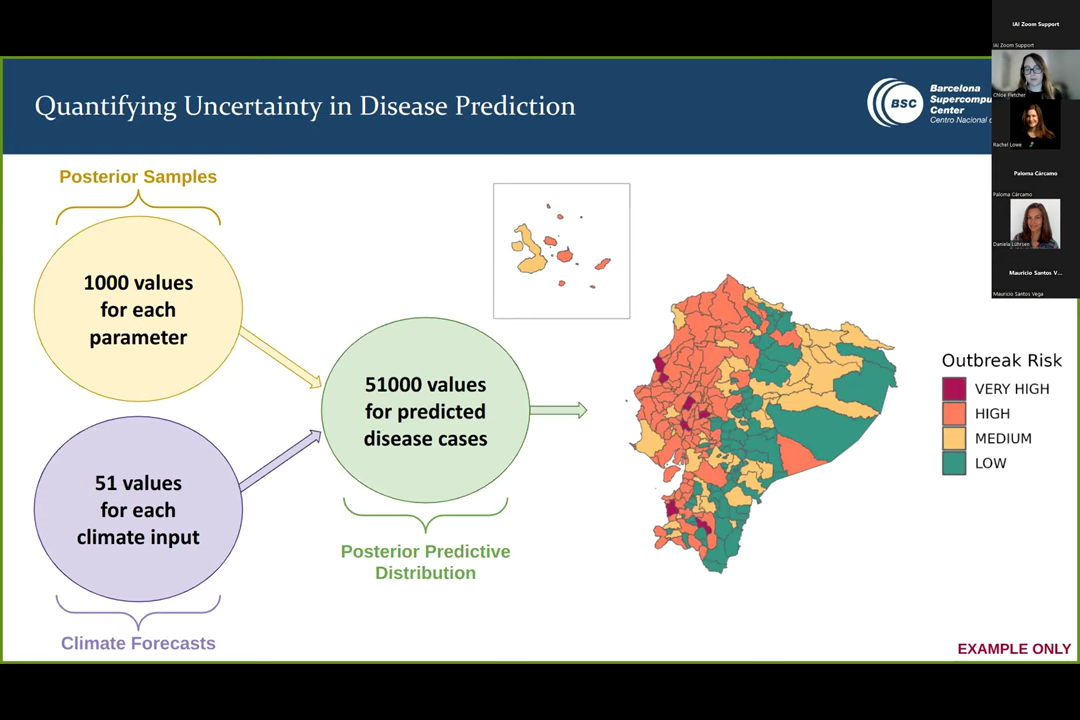 IAI Zoom Support
IAI Zoom Support
Quantifying Uncertainty in Disease Prediction
BSC
Barcelona
Center
Centro Nacional
Chloe Fletcher
Rachel Lowe
Paloma Cárcamo
Paloma Cárcamo
Daniela Lührsen
Mauricio Santos V...
Mauricio Santos Vega
Posterior Samples
1000 values
for each
parameter
51 values
for each
climate input
Climate Forecasts
51000 values
for predicted
disease cases
Posterior Predictive
Distribution
Outbreak Risk
VERY HIGH
HIGH
MEDIUM
LOW
EXAMPLE ONLY